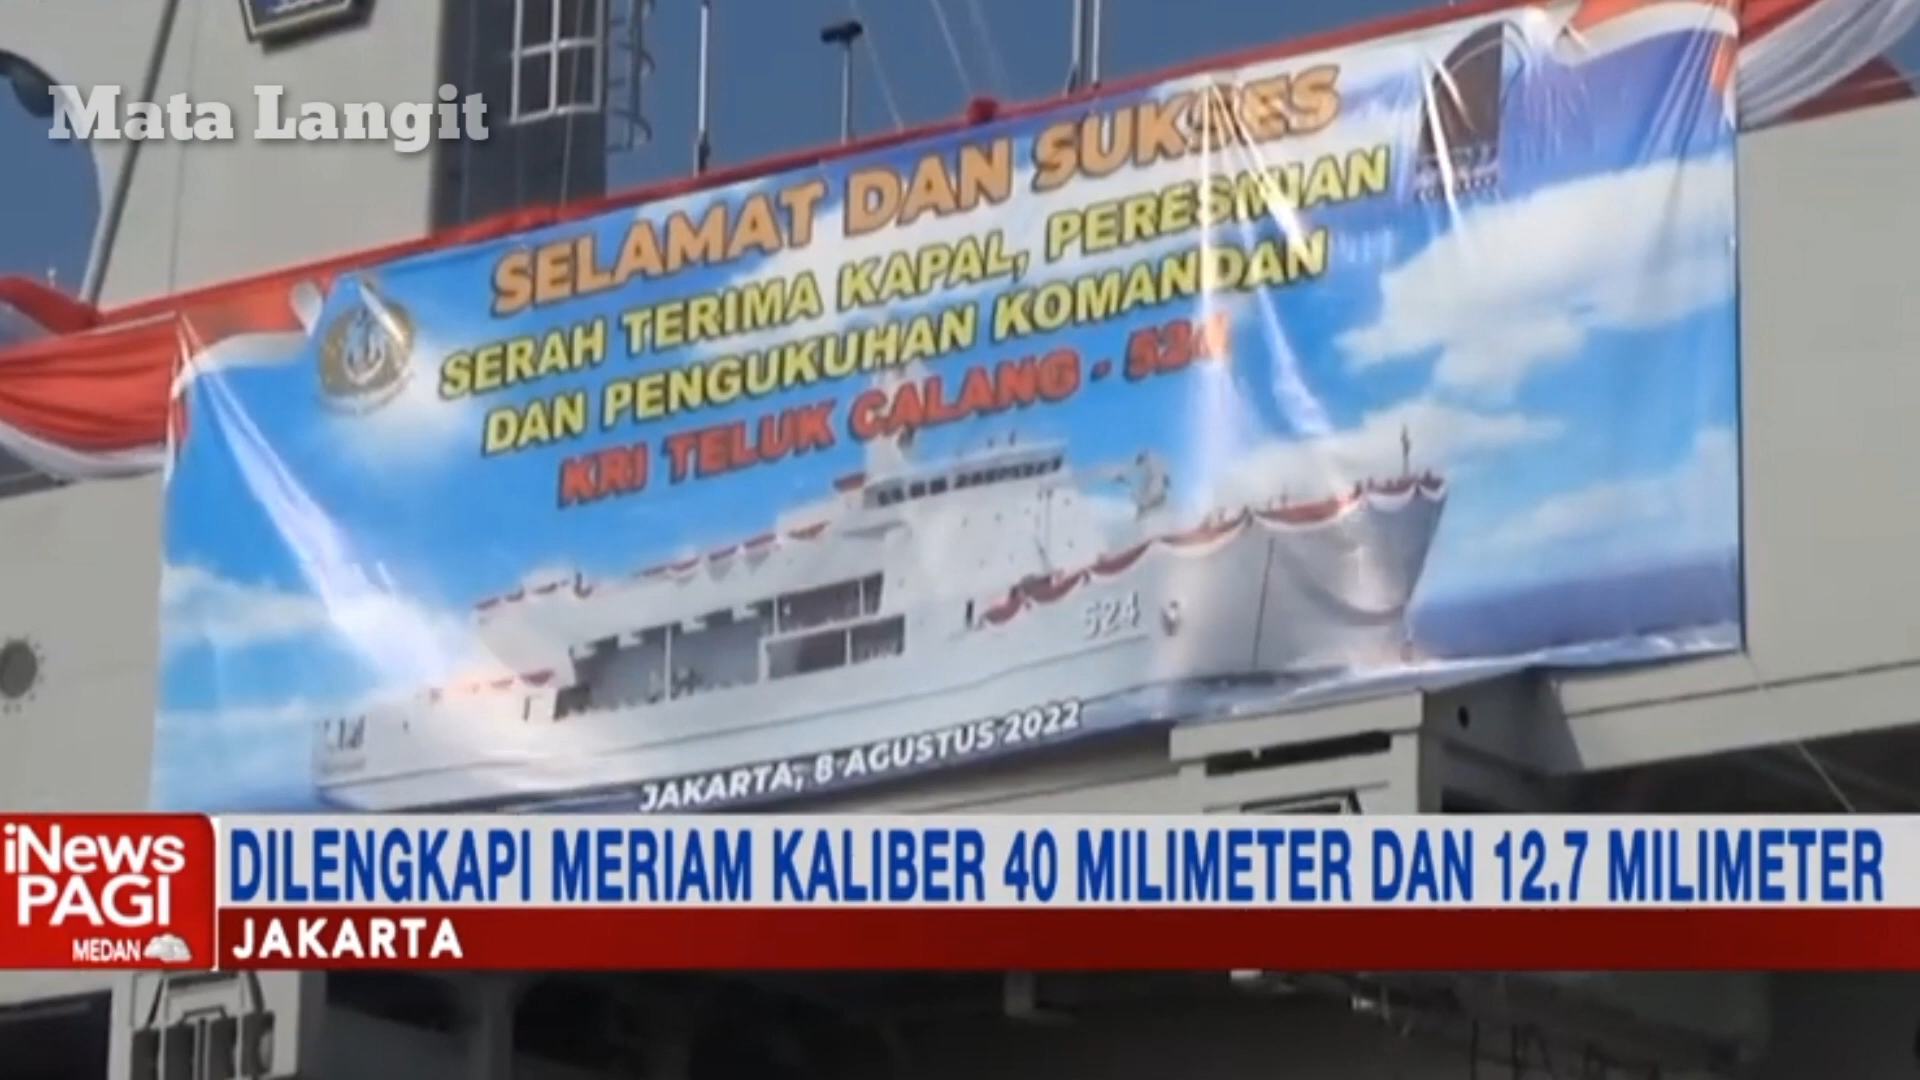 Mata Langit
SELAMAT DAN SUKSES
SERAH TERIMA KAPAL, PERESMIAN
DAN PENGUKUHAN KOMANDAN
KRI TELUK CALANG - 524
524
JAKARTA, 8 AGUSTUS 2022
iNews
PAGI
MEDAN
DILENGKAPI MERIAM KALIBER 40 MILIMETER DAN 12.7 MILIMETER
JAKARTA